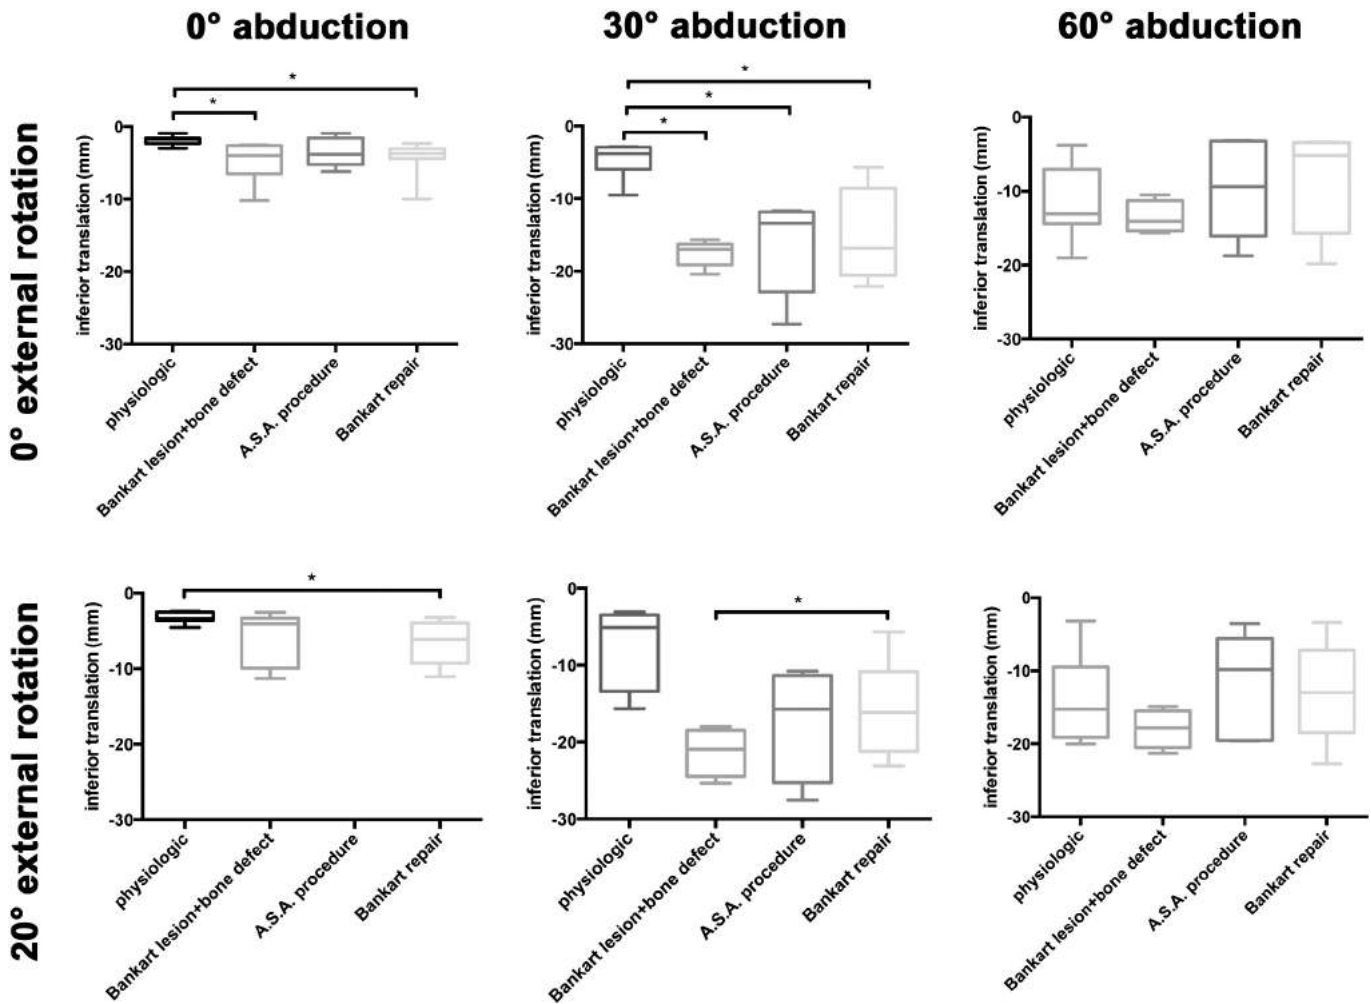 0° abduction
30° abduction
60° abduction
0° external rotation
inferior translation (mm)
0
-10
-20
-30
*
*
physiologic
Bankart lesion+bone defect
A.S.A. procedure
Bankart repair
inferior translation (mm)
0
-10
-20
-30
*
*
*
physiologic
Bankart lesion+bone defect
A.S.A. procedure
Bankart repair
inferior translation (mm)
0
-10
-20
-30
physiologic
Bankart lesion+bone defect
A.S.A. procedure
Bankart repair
20° external rotation
inferior translation (mm)
0
-10
-20
-30
*
physiologic
Bankart lesion+bone defect
A.S.A. procedure
Bankart repair
inferior translation (mm)
0
-10
-20
-30
*
physiologic
Bankart lesion+bone defect
A.S.A. procedure
Bankart repair
inferior translation (mm)
0
-10
-20
-30
physiologic
Bankart lesion+bone defect
A.S.A. procedure
Bankart repair